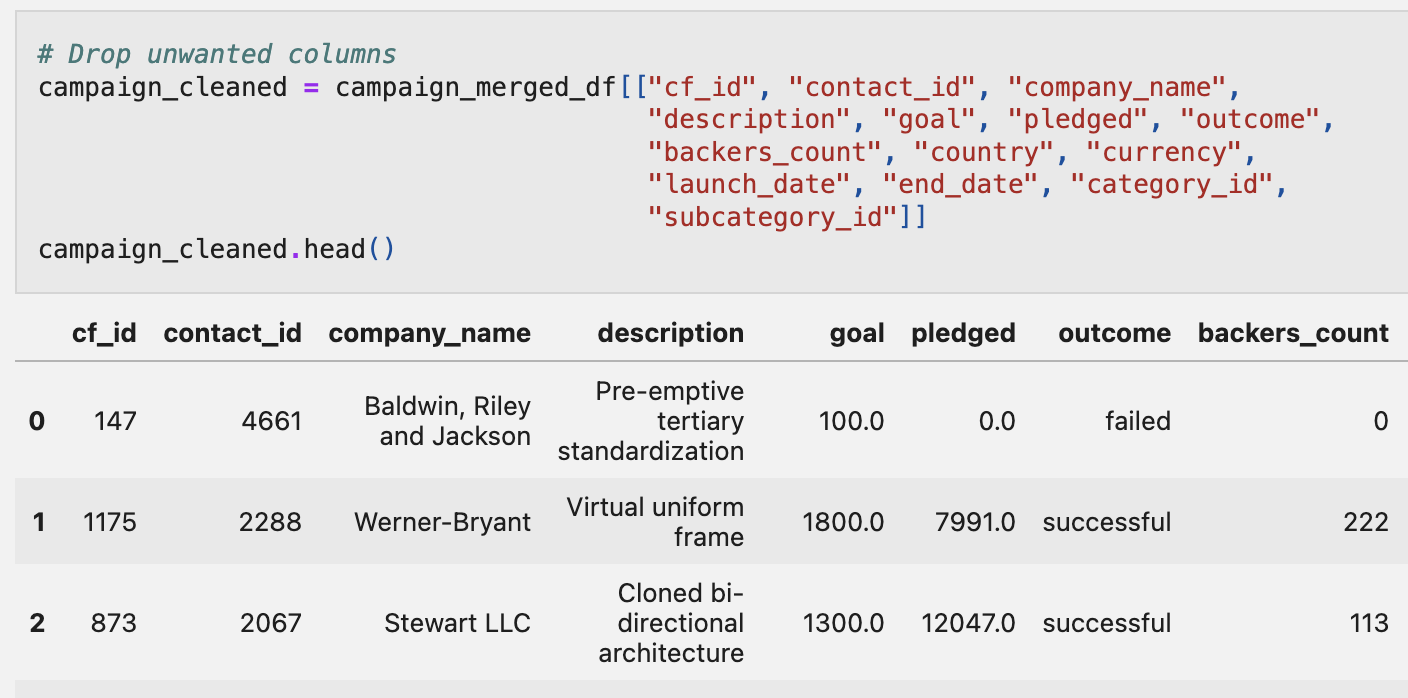 # Drop unwanted columns
campaign_cleaned = campaign_merged_df[["cf_id", "contact_id", "company_name",
"description", "goal", "pledged", "outcome",
"backers_count", "country", "currency",
"launch_date", "end_date", "category_id",
"subcategory_id"]]
campaign_cleaned.head()
cf_id contact_id company_name description goal pledged outcome backers_count
0 147 4661 Baldwin, Riley and Jackson Pre-emptive tertiary standardization 100.0 0.0 failed 0
1 1175 2288 Werner-Bryant Virtual uniform frame 1800.0 7991.0 successful 222
2 873 2067 Stewart LLC Cloned bi-directional architecture 1300.0 12047.0 successful 113